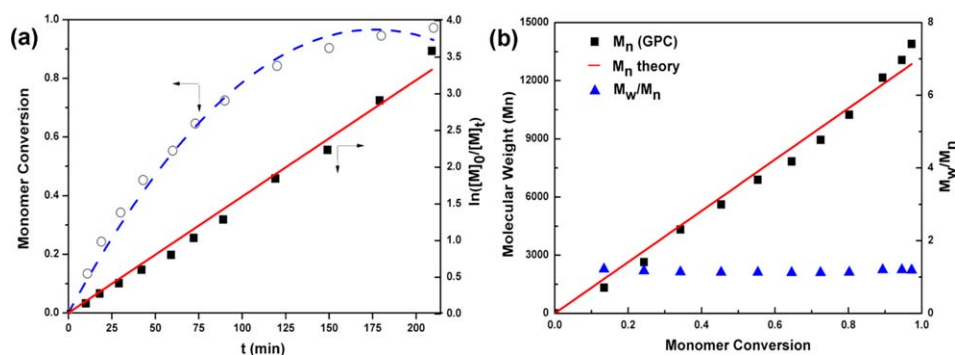 (a)
1.0
0.8
0.6
0.4
0.2
0.0
Monomer Conversion
0 25 50 75 100 125 150 175 200
t (min)
4.0
3.5
3.0
2.5
2.0
1.5
1.0
0.5
0.0
ln([M]0/[M]t)
(b)
15000
12000
9000
6000
3000
0
Molecular Weight (Mn)
Mn (GPC)
Mn theory
Mw/Mn
0.0 0.2 0.4 0.6 0.8 1.0
Monomer Conversion
8
6
4
2
0
Mw/Mn